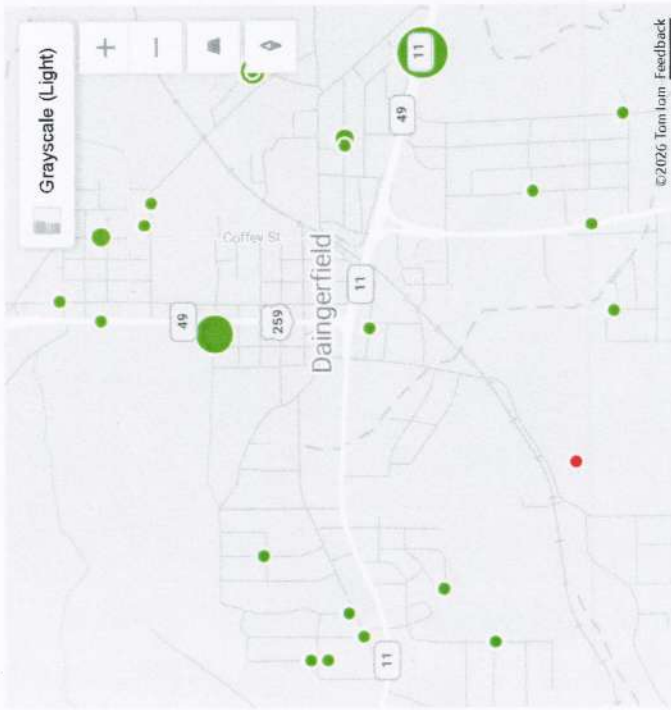 Grayscale (Light)
+
−
49
Coffey St
259
Daingerfield
11
49
11
11
©2026 TomTom Feedback